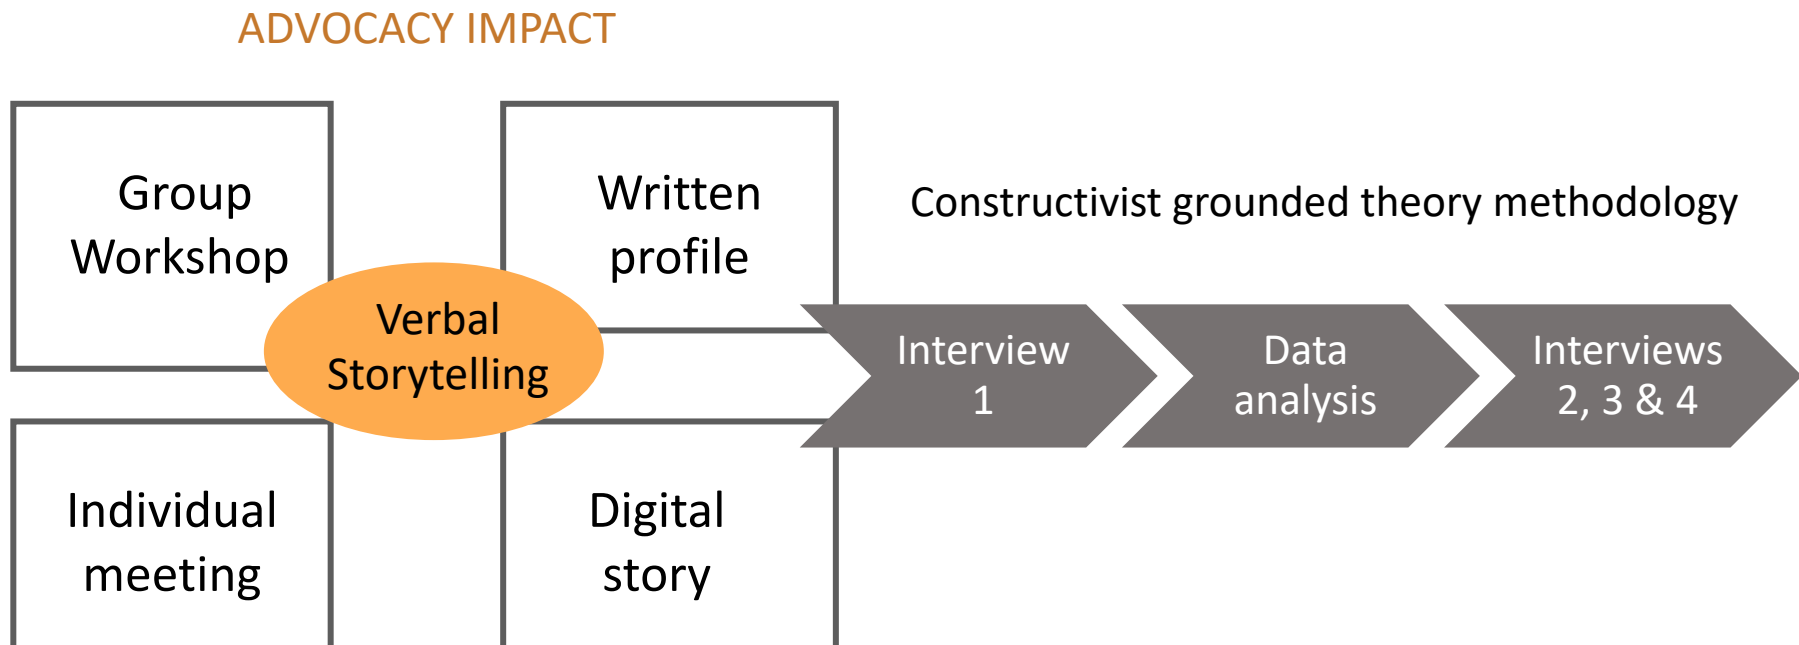 ADVOCACY IMPACT
Group
Workshop
Written
profile
Verbal
Storytelling
Individual
meeting
Digital
story
Constructivist grounded theory methodology
Interview
1
Data
analysis
Interviews
2, 3 & 4